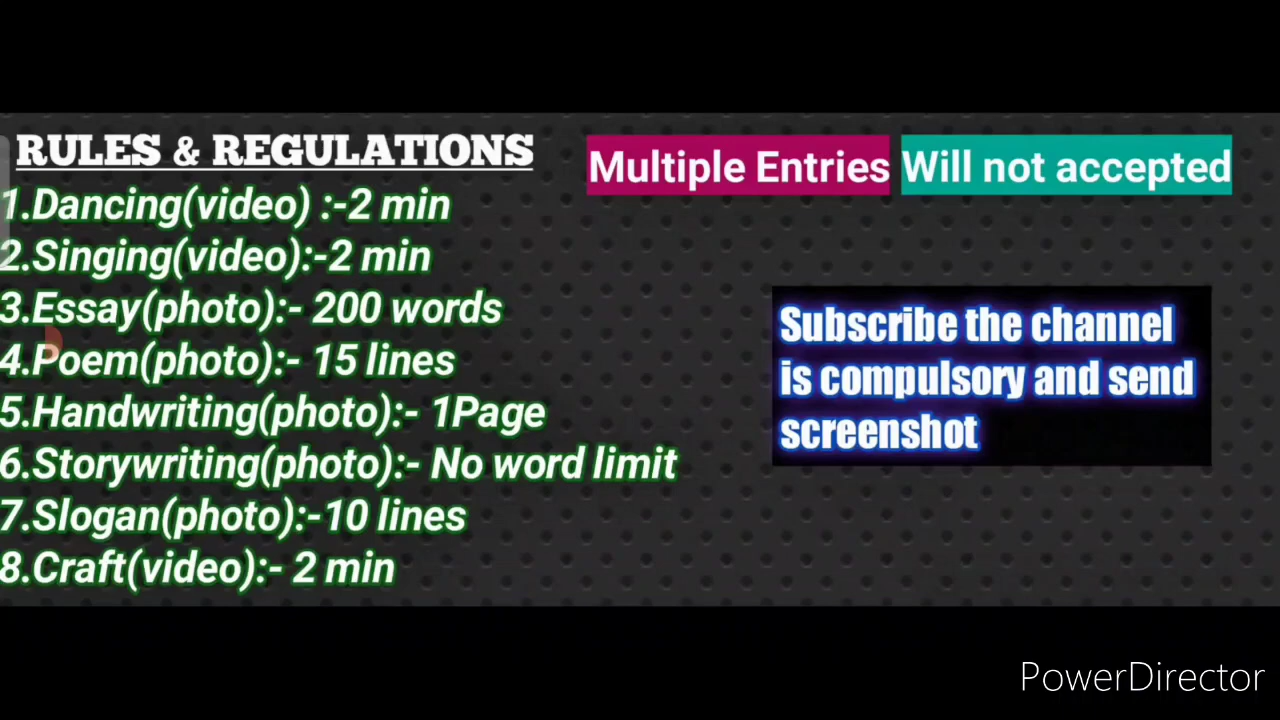 RULES & REGULATIONS
Multiple Entries Will not accepted
1.Dancing(video) :-2 min
2.Singing(video):-2 min
3.Essay(photo):- 200 words
4.Poem(photo):- 15 lines
5.Handwriting(photo):- 1Page
6.Storywriting(photo):- No word limit
7.Slogan(photo):-10 lines
8.Craft(video):- 2 min
Subscribe the channel
is compulsory and send
screenshot
PowerDirector